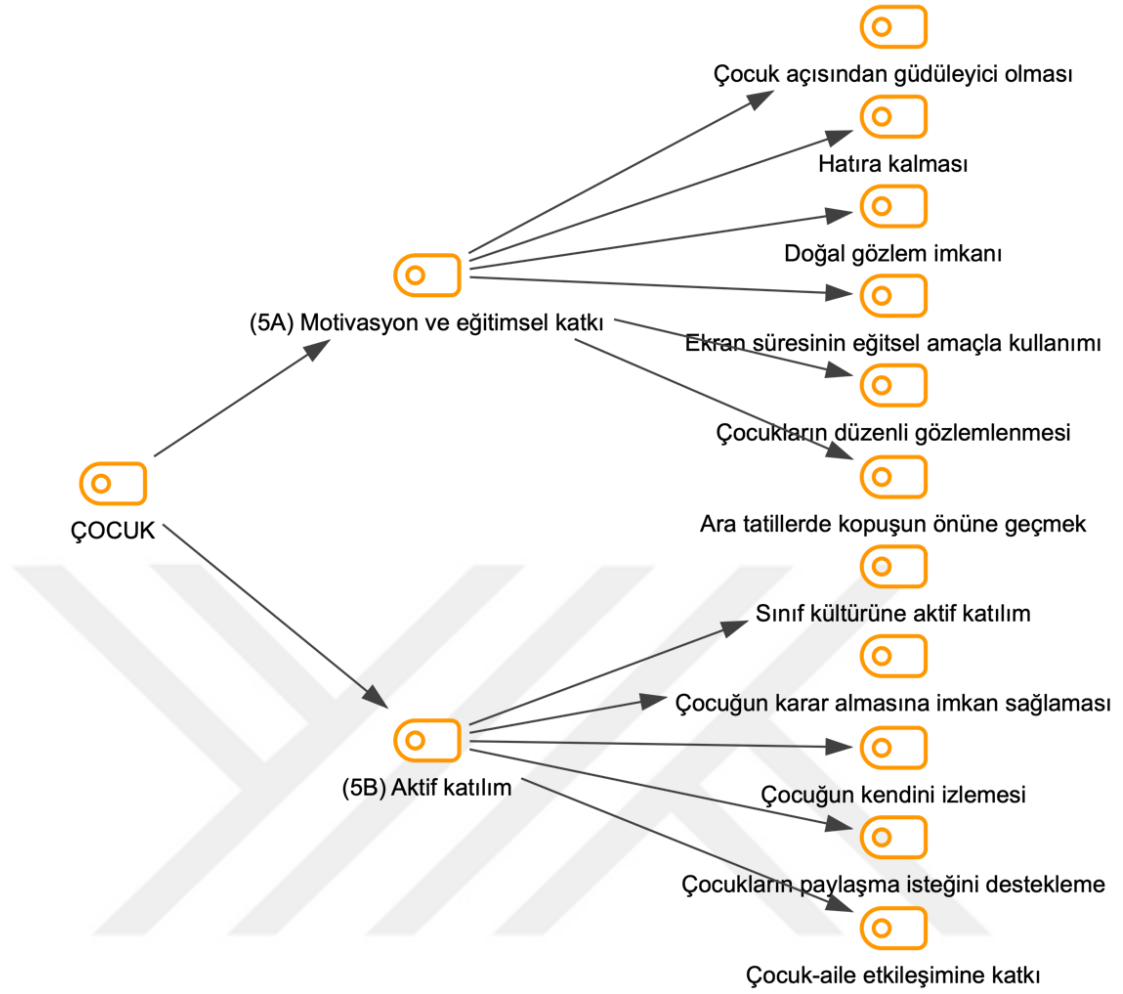 Çocuk açısından güdüleyici olması
Hatıra kalması
Doğal gözlem imkanı
Ekran süresinin eğitsel amaçla kullanımı
(5A) Motivasyon ve eğitimsel katkı
Çocukların düzenli gözlemlenmesi
Ara tatillerde kopuşun önüne geçmek
ÇOCUK
Sınıf kültürüne aktif katılım
Çocuğun karar almasına imkan sağlaması
(5B) Aktif katılım
Çocuğun kendini izlemesi
Çocukların paylaşma isteğini destekleme
Çocuk-aile etkileşimine katkı